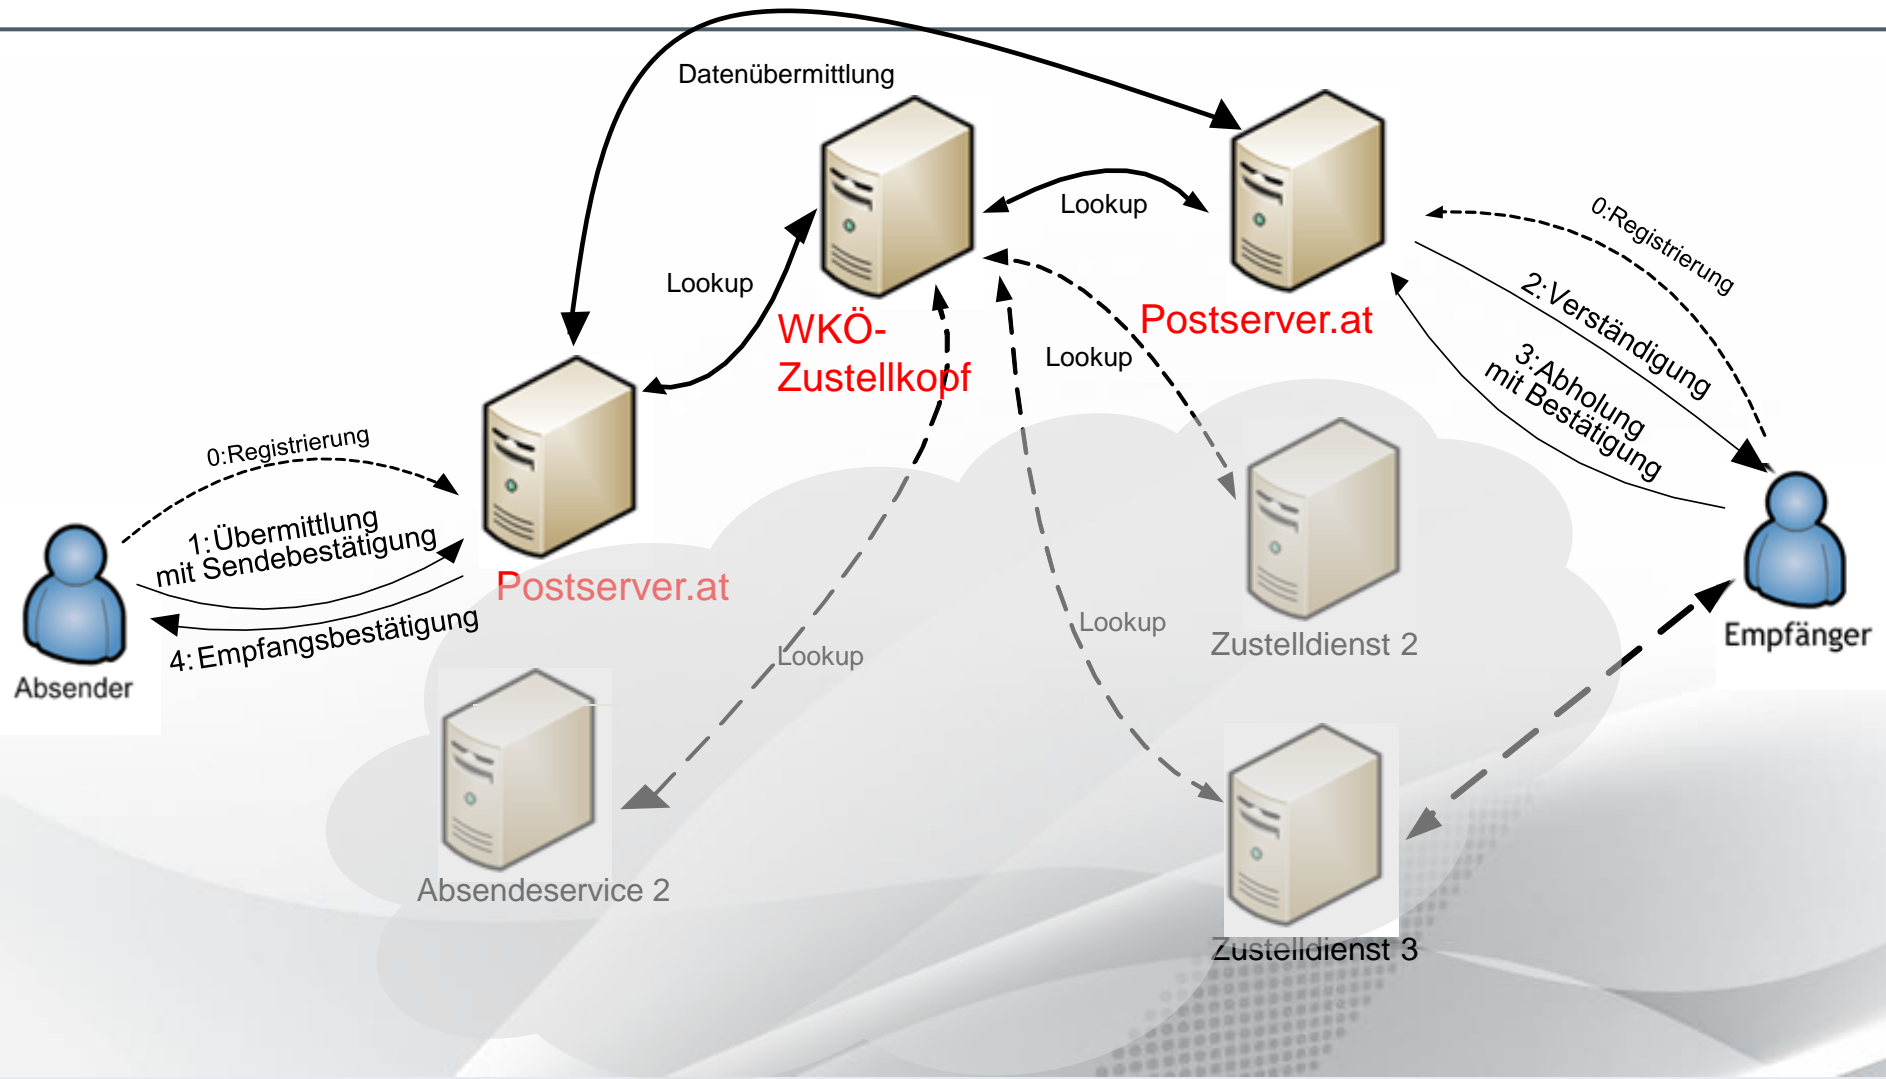 Datenübermittlung
Lookup
0:Registrierung
Lookup
2:Verständigung
WKÖ-
Zustellkopf
Postserver.at
Lookup
3:Abholung
mit Bestätigung
0:Registrierung
1:Übermittlung
mit Sendebestätigung
Postserver.at
4:Empfangsbestätigung
Absender
Lookup
Lookup
Zustelldienst 2
Empfänger
Absendeservice 2
Zustelldienst 3